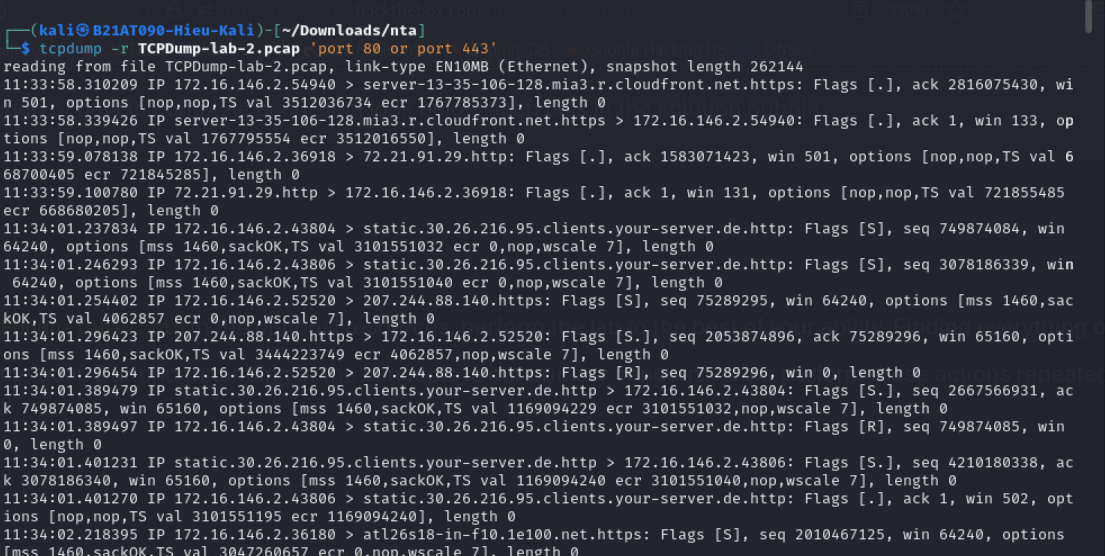 hackthebox.com
┌──(kali㉿B21AT090-Hieu-Kali)-[~/Downloads/nta]
└─$ tcpdump -r TCPDump-lab-2.pcap 'port 80 or port 443'
reading from file TCPDump-lab-2.pcap, link-type EN10MB (Ethernet), snapshot length 262144
11:33:58.310209 IP 172.16.146.2.54940 > server-13-35-106-128.mia3.r.cloudfront.net.https: Flags [.], ack 2816075430, wi
n 501, options [nop,nop,TS val 3512036734 ecr 1767785373], length 0
the solution bubble
11:33:58.339426 IP server-13-35-106-128.mia3.r.cloudfront.net.https > 172.16.146.2.54940: Flags [.], ack 1, win 133, op
tions [nop,nop,TS val 1767795554 ecr 3512016550], length 0
11:33:59.078138 IP 172.16.146.2.36918 > 72.21.91.29.http: Flags [.], ack 1583071423, win 501, options [nop,nop,TS val 6
68700405 ecr 721845285], length 0
11:33:59.100780 IP 72.21.91.29.http > 172.16.146.2.36918: Flags [.], ack 1, win 131, options [nop,nop,TS val 721855485
ecr 668680205], length 0
11:34:01.237834 IP 172.16.146.2.43804 > static.30.26.216.95.clients.your-server.de.http: Flags [S], seq 749874084, win
64240, options [mss 1460,sackOK,TS val 3101551032 ecr 0,nop,wscale 7], length 0
11:34:01.246293 IP 172.16.146.2.43806 > static.30.26.216.95.clients.your-server.de.http: Flags [S], seq 3078186339, win
 64240, options [mss 1460,sackOK,TS val 3101551040 ecr 0,nop,wscale 7], length 0
11:34:01.254402 IP 172.16.146.2.52520 > 207.244.88.140.https: Flags [S], seq 75289295, win 64240, options [mss 1460,sac
kOK,TS val 4062857 ecr 0,nop,wscale 7], length 0
11:34:01.296423 IP 207.244.88.140.https > 172.16.146.2.52520: Flags [S.], seq 2053874896, ack 75289296, win 65160, opti
ons [mss 1460,sackOK,TS val 3444223749 ecr 4062857,nop,wscale 7], length 0
11:34:01.296454 IP 172.16.146.2.52520 > 207.244.88.140.https: Flags [R], seq 75289296, win 0, length 0
actions repeated
11:34:01.389479 IP static.30.26.216.95.clients.your-server.de.http > 172.16.146.2.43804: Flags [S.], seq 2667566931, ac
k 749874085, win 65160, options [mss 1460,sackOK,TS val 1169094229 ecr 3101551032,nop,wscale 7], length 0
11:34:01.389497 IP 172.16.146.2.43804 > static.30.26.216.95.clients.your-server.de.http: Flags [R], seq 749874085, win
0, length 0
11:34:01.401231 IP static.30.26.216.95.clients.your-server.de.http > 172.16.146.2.43806: Flags [S.], seq 4210180338, ac
k 3078186340, win 65160, options [mss 1460,sackOK,TS val 1169094240 ecr 3101551040,nop,wscale 7], length 0
11:34:01.401270 IP 172.16.146.2.43806 > static.30.26.216.95.clients.your-server.de.http: Flags [.], ack 1, win 502, opt
ions [nop,nop,TS val 3101551195 ecr 1169094240], length 0
11:34:02.218395 IP 172.16.146.2.36180 > atl26s18-in-f10.1e100.net.https: Flags [S], seq 2010467125, win 64240, options
[mss 1460,sackOK,TS val 3047260657 ecr 0,nop,wscale 7], length 0